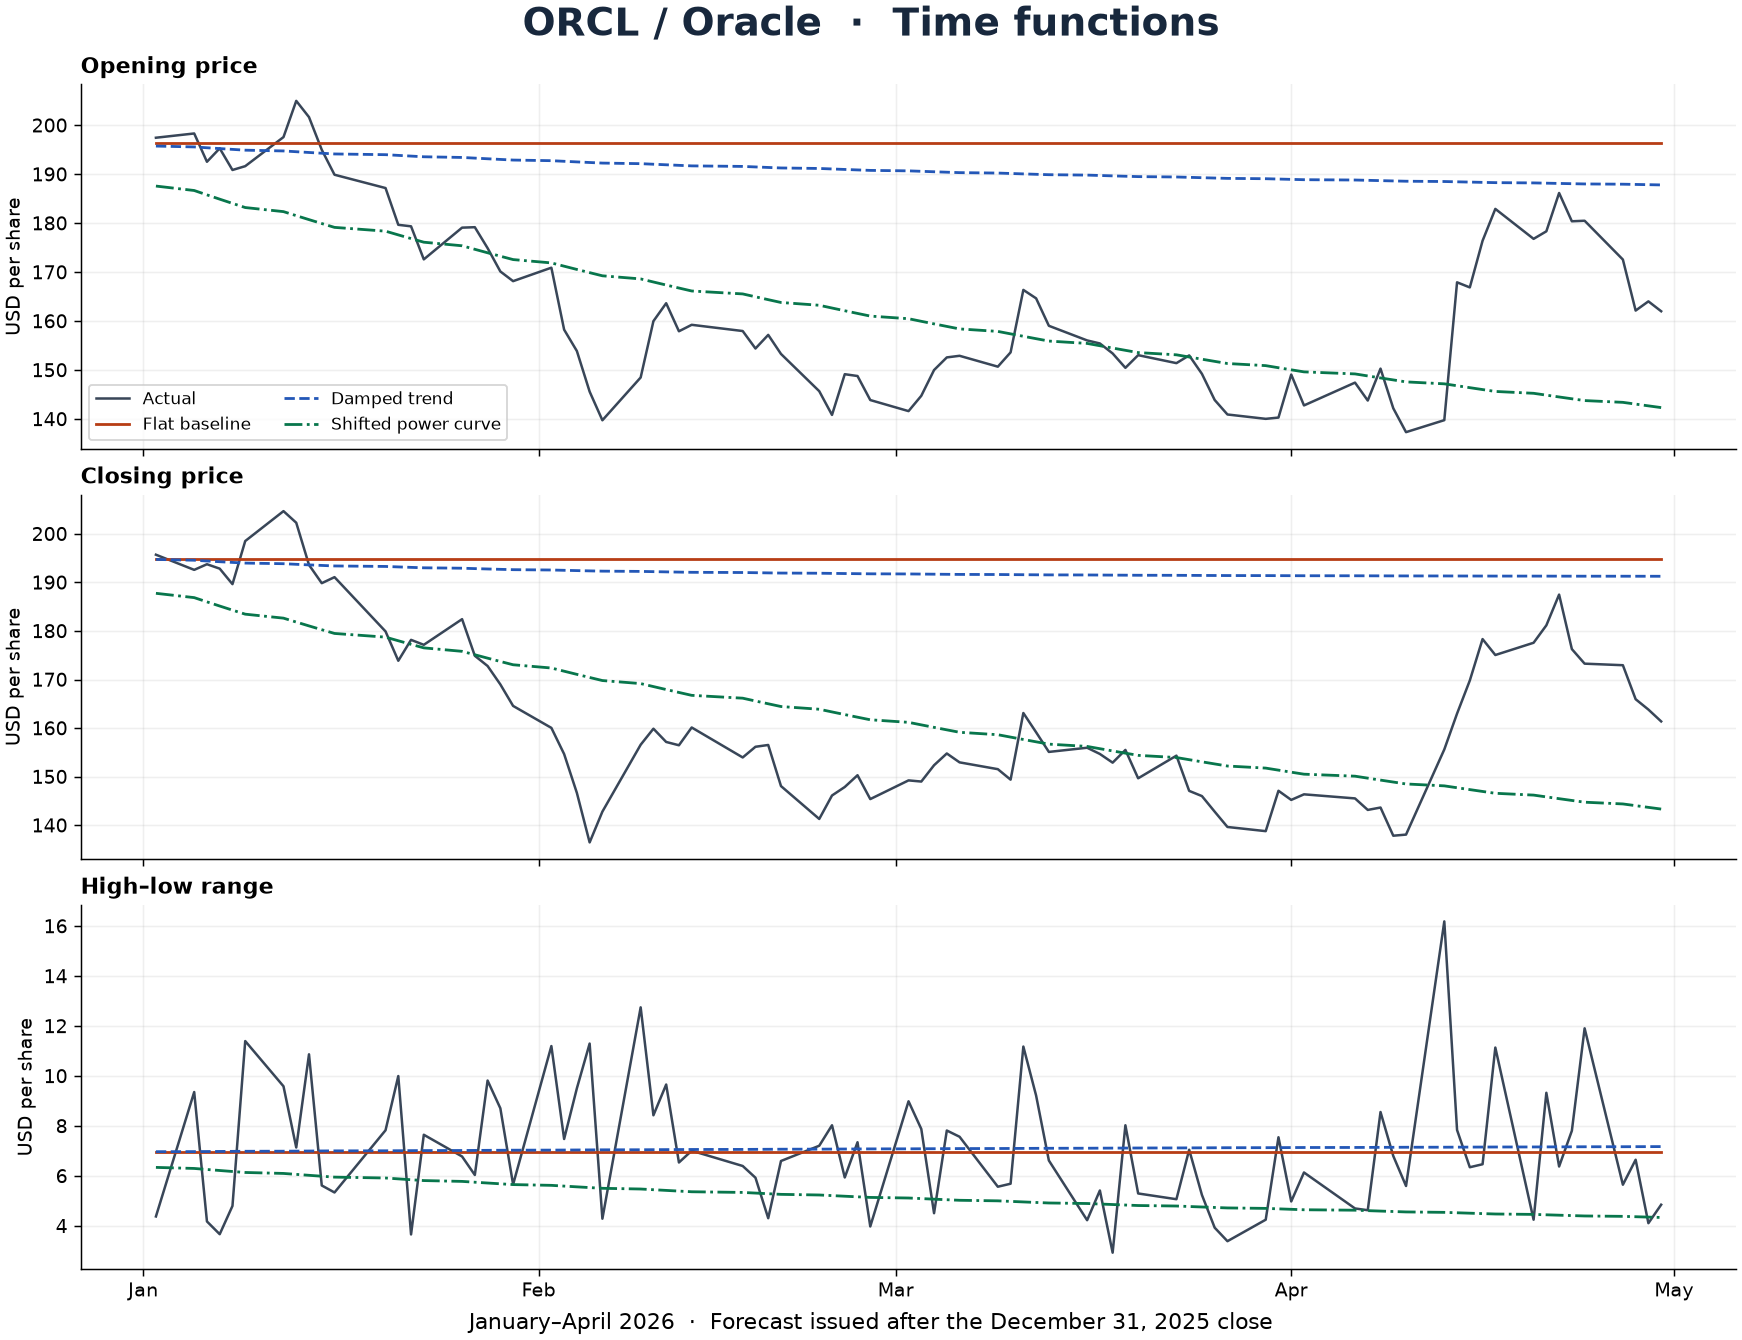 ORCL / Oracle · Time functions
Opening price
USD per share
200
190
180
170
160
150
140
Actual
Flat baseline
Damped trend
Shifted power curve
Closing price
USD per share
200
190
180
170
160
150
140
High–low range
USD per share
16
14
12
10
8
6
4
Jan Feb Mar Apr May
January–April 2026 · Forecast issued after the December 31, 2025 close